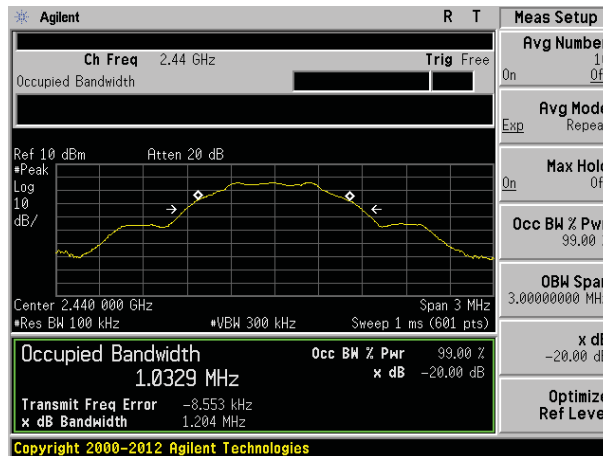 Agilent R T
Meas Setup
Ch Freq 2.44 GHz Trig Free
Occupied Bandwidth
Avg Number
On
Avg Mode
Exp Repeat
Max Hold
On
Occ BW % Pwr
99.00
OBW Span
3.00000000 MHz
x dB
-20.00 dB
Optimize
Ref Level
Ref 10 dBm Atten 20 dB
#Peak
Log
10
dB/
Center 2.440 000 GHz Span 3 MHz
#Res BW 100 kHz #VBW 300 kHz Sweep 1 ms (601 pts)
Occupied Bandwidth Occ BW % Pwr 99.00 %
1.0329 MHz x dB -20.00 dB
Transmit Freq Error -8.553 kHz
x dB Bandwidth 1.204 MHz
Copyright 2000-2012 Agilent Technologies